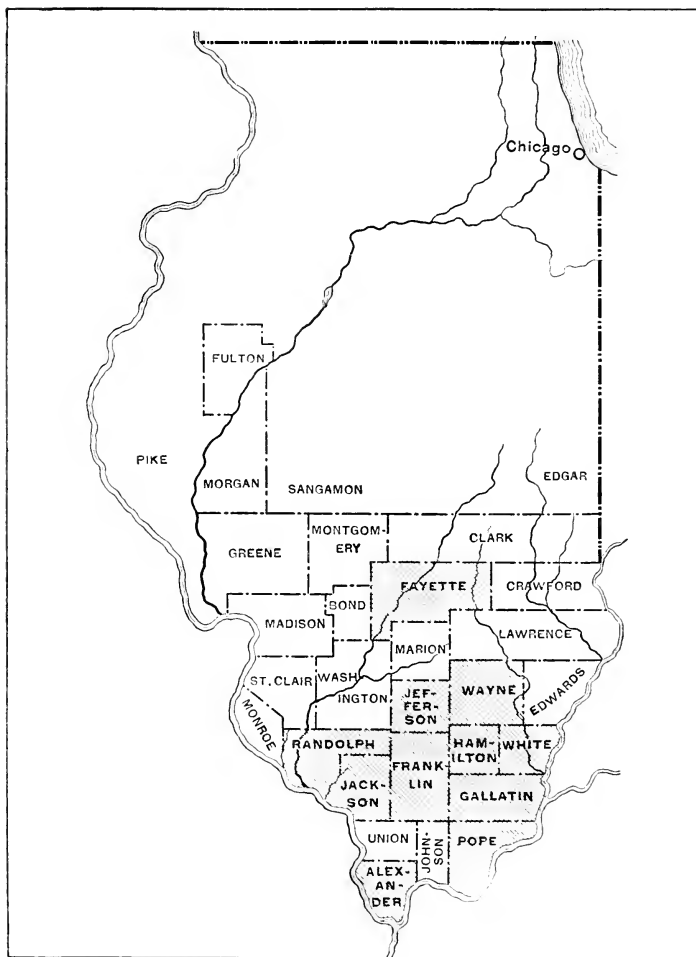 Chicago
FULTON
PIKE
MORGAN
SANGAMON
EDGAR
GREENE
MONTGOM-
ERY
CLARK
FAYETTE
CRAWFORD
MADISON
BOND
MARION
LAWRENCE
ST. CLAIR
WASH
INGTON
JEF-
FER-
SON
WAYNE
EDWARDS
MONROE
RANDOLPH
FRANK-
LIN
HAM-
ILTON
WHITE
JACK-
SON
GALLATIN
UNION
JOHN-
SON
POPE
ALEX-
AN-
DER